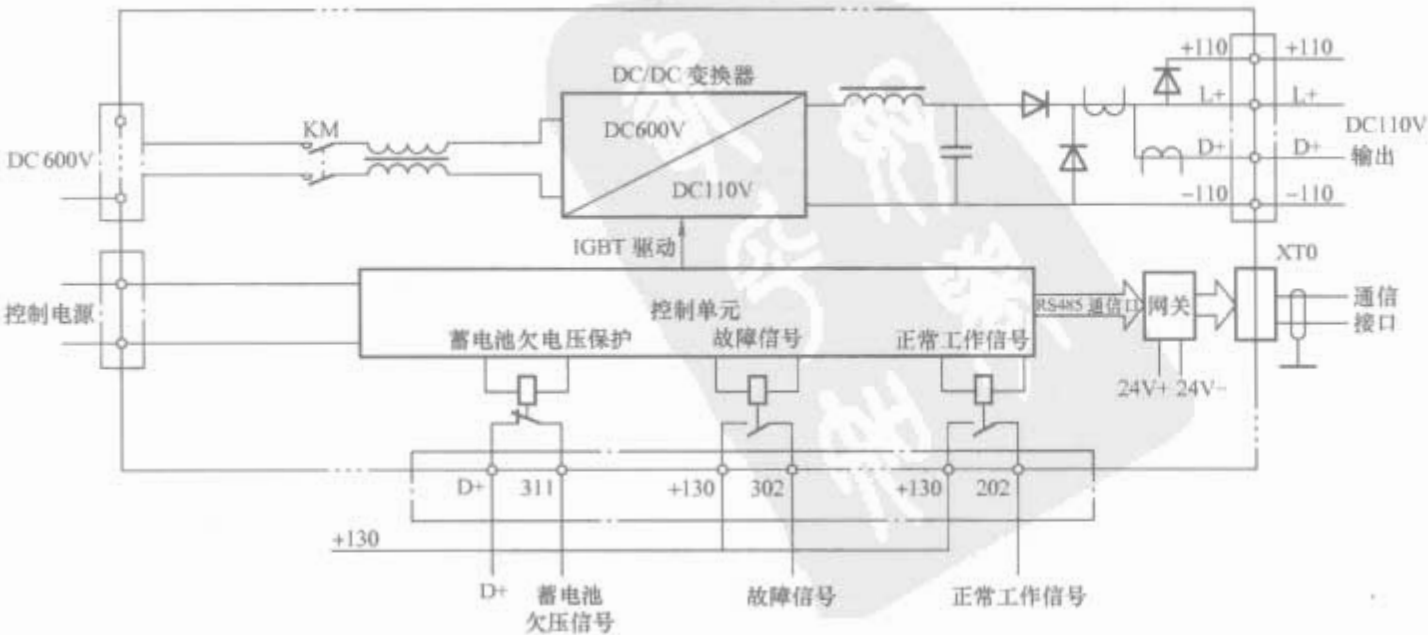 DC/DC 变换器
DC600V
DC110V
DC 600V
KM
+110
+110
L+
L+
D+
D+
-110
-110
DC110V
输出
IGBT 驱动
XT0
控制电源
控制单元
蓄电池欠电压保护
故障信号
正常工作信号
RS485 通信口
网关
通信
接口
24V+
24V-
D+
311
+130
302
+130
202
+130
D+
蓄电池
欠压信号
故障信号
正常工作信号